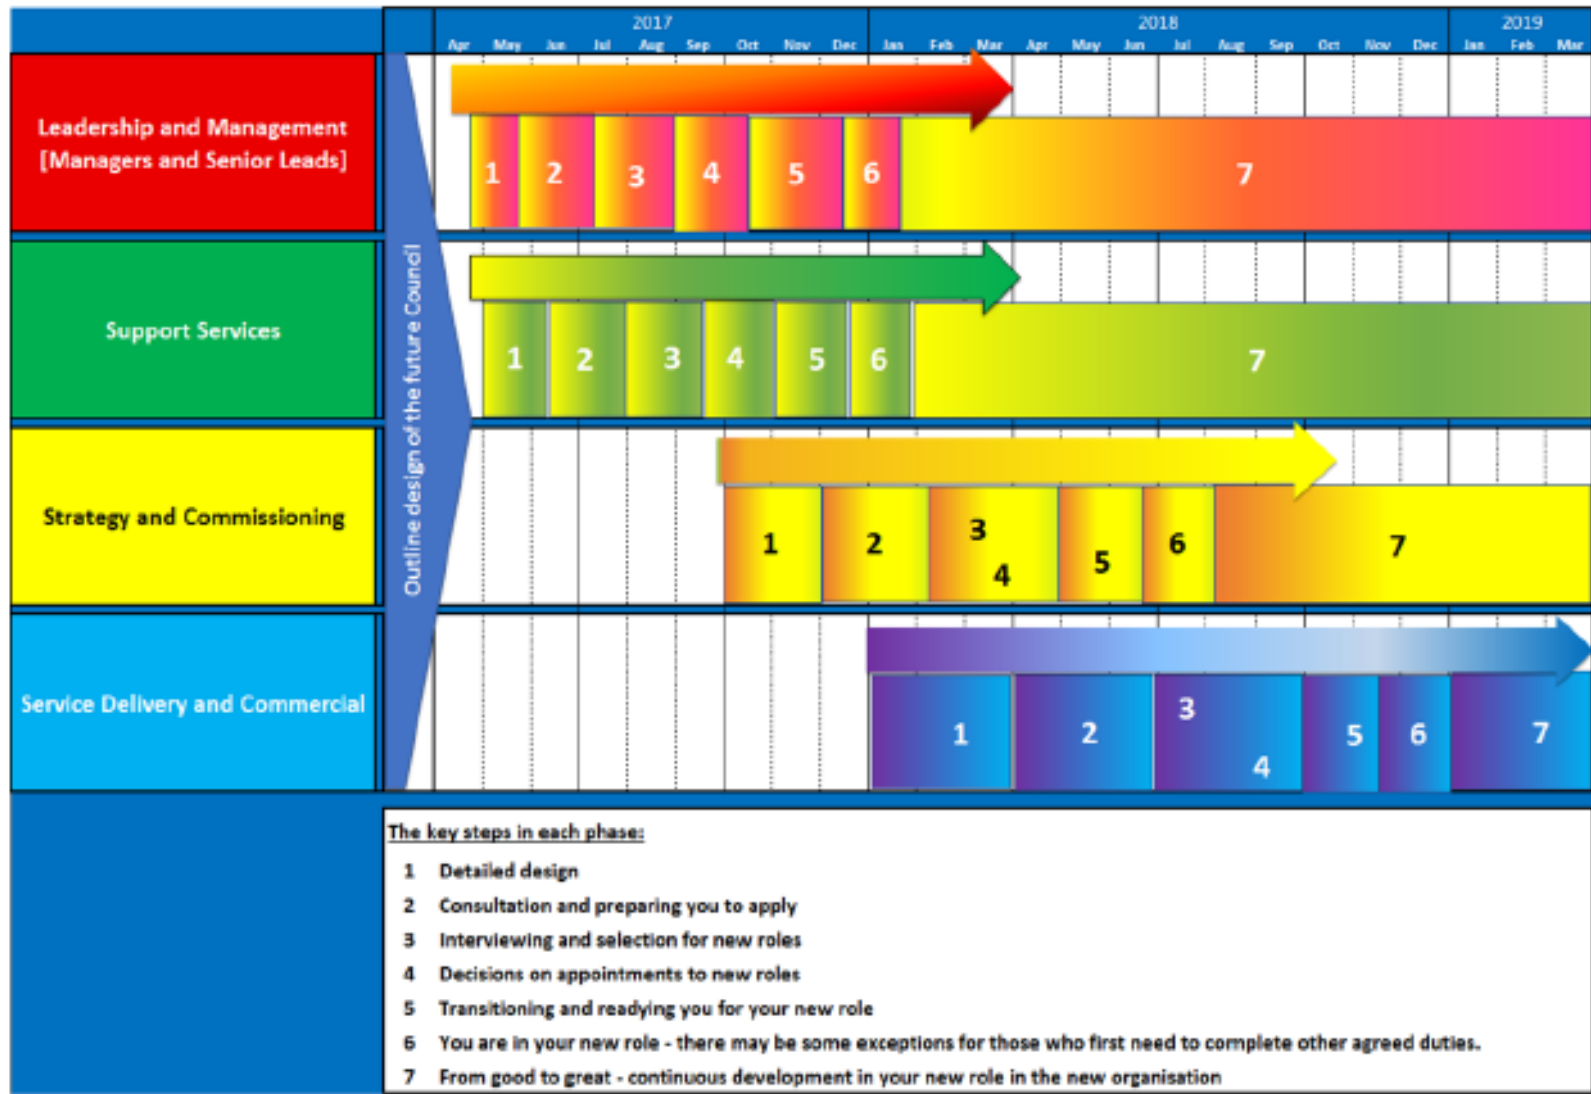 2017 2018 2019
Apr May Jun Jul Aug Sep Oct Nov Dec Jan Feb Mar Apr May Jun Jul Aug Sep Oct Nov Dec Jan Feb Mar
Leadership and Management
[Managers and Senior Leads]
1 2 3 4 5 6 7
Outline design of the future Council
Support Services
1 2 3 4 5 6 7
Strategy and Commissioning
1 2 3 4 5 6 7
Service Delivery and Commercial
1 2 3 4 5 6 7
The key steps in each phase:
1 Detailed design
2 Consultation and preparing you to apply
3 Interviewing and selection for new roles
4 Decisions on appointments to new roles
5 Transitioning and readying you for your new role
6 You are in your new role - there may be some exceptions for those who first need to complete other agreed duties.
7 From good to great - continuous development in your new role in the new organisation